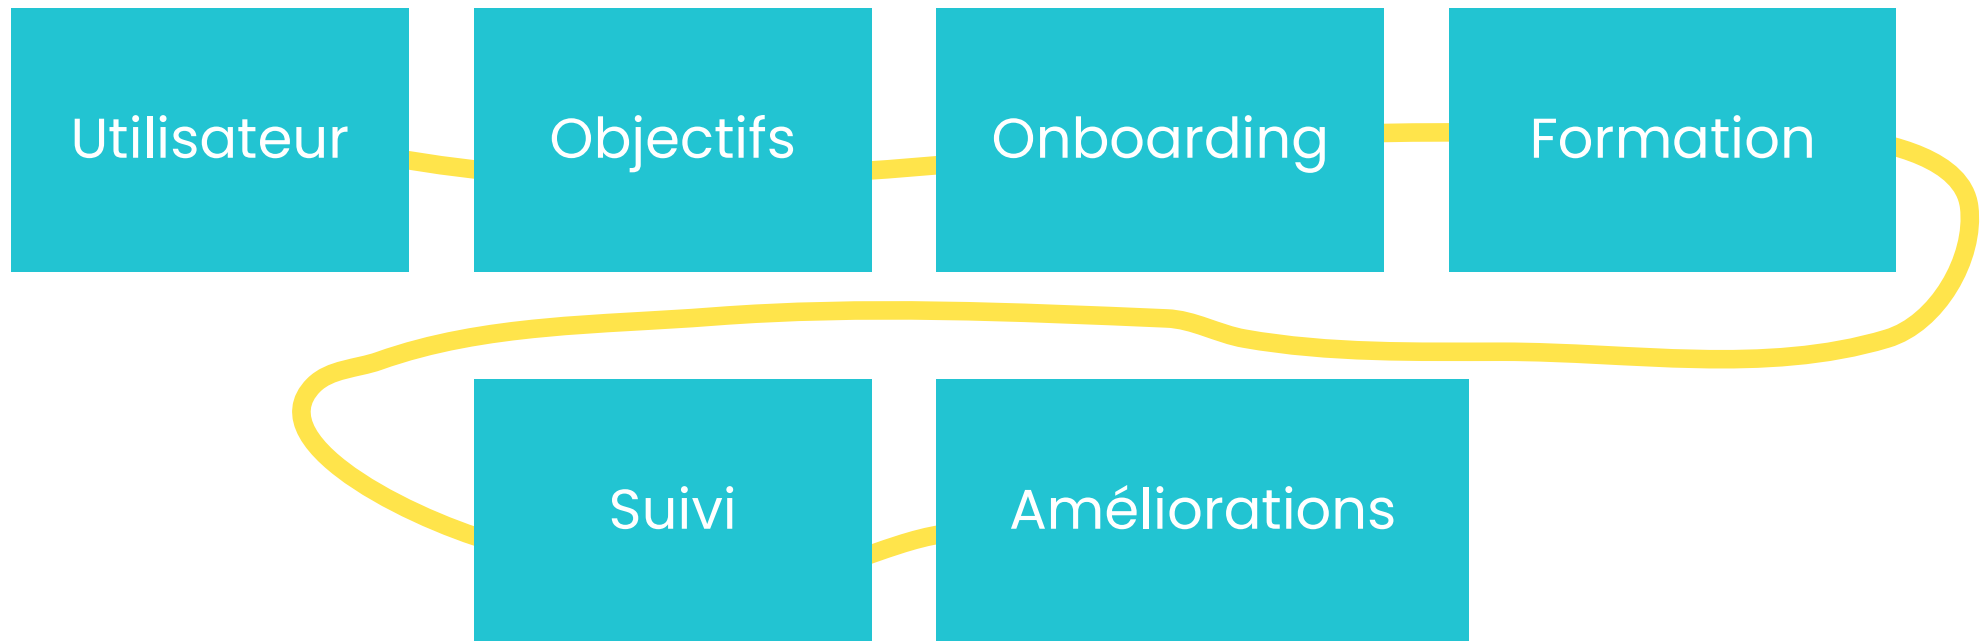 Utilisateur
Objectifs
Onboarding
Formation
Suivi
Améliorations